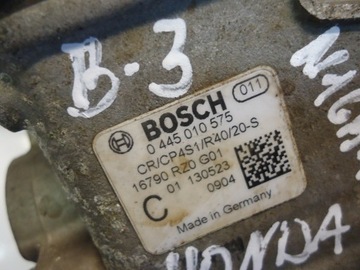 B-3
BOSCH 011
0 445 010 575
CR/CP4S1/R40/20-S
16790 RZ0 G01
01 130523
C 0904
Made in Germany
HONDA